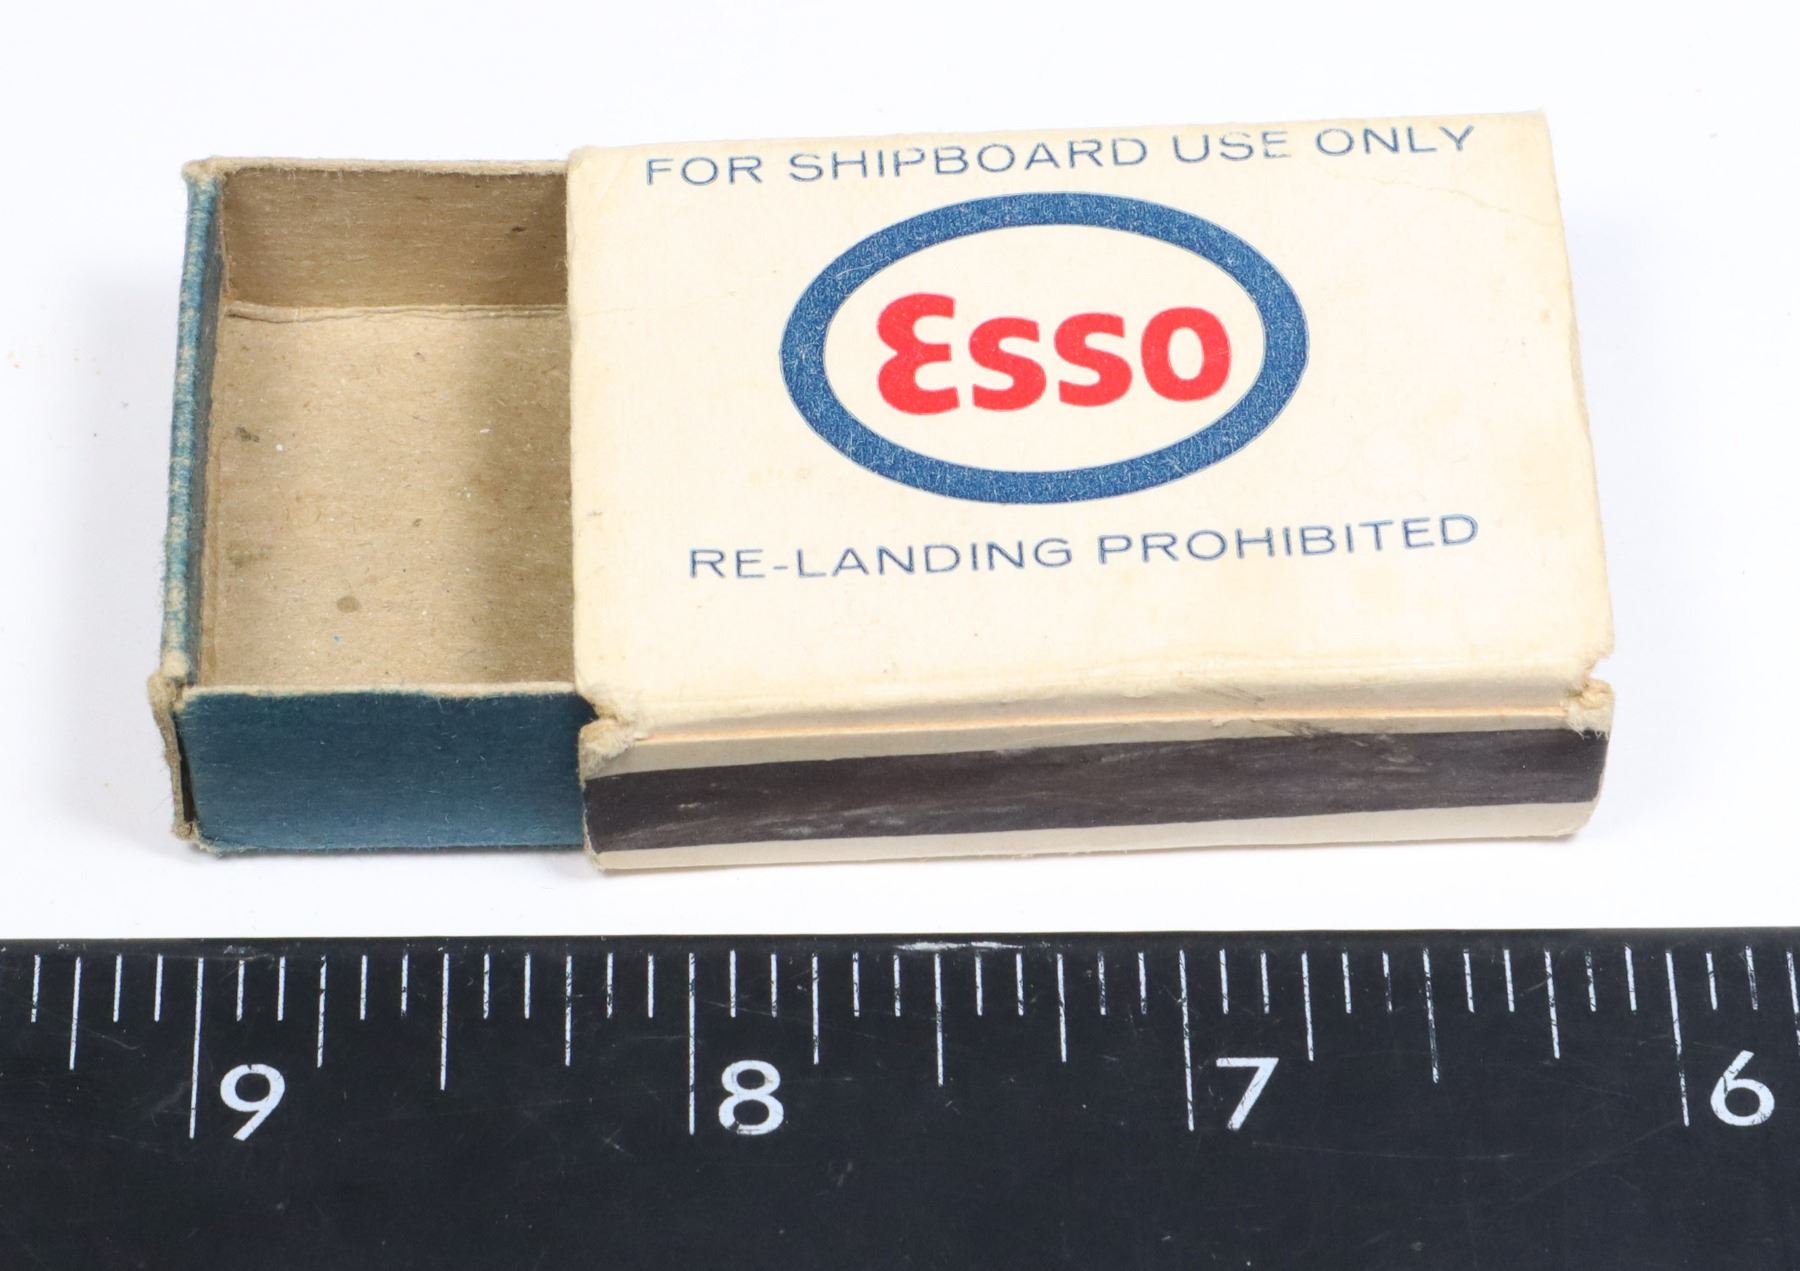 FOR SHIPBOARD USE ONLY
Esso
RE-LANDING PROHIBITED
9 8 7 6